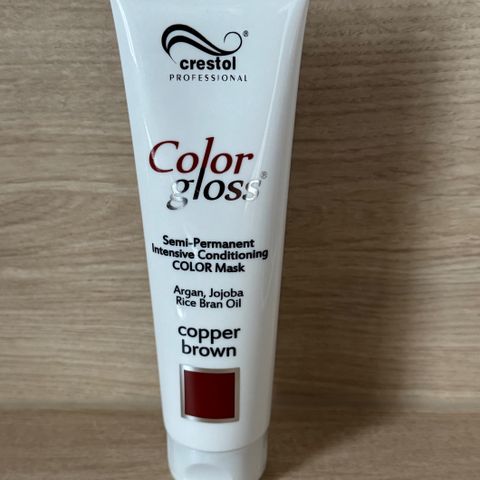 crestol®
PROFESSIONAL
Color
gloss®
Semi-Permanent
Intensive Conditioning
COLOR Mask
Argan, Jojoba
Rice Bran Oil
copper
brown